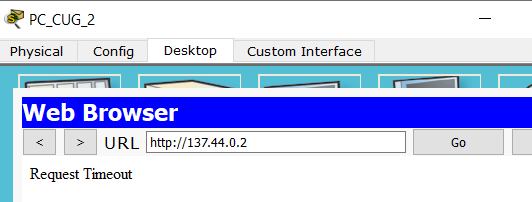 PC_CUG_2
Physical Config Desktop Custom Interface
Web Browser
< > URL http://137.44.0.2 Go
Request Timeout